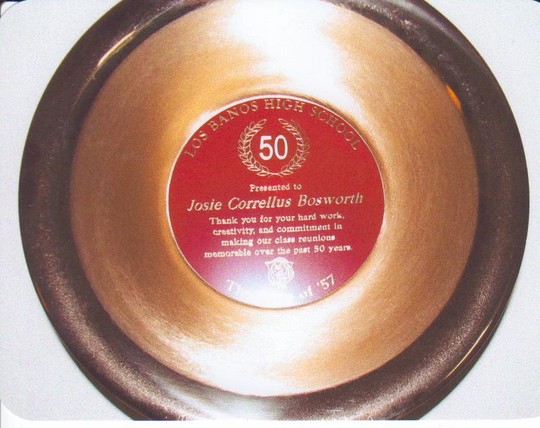 LOS BANOS HIGH SCHOOL
50
Presented to
Josie Correllus Bosworth
Thank you for your hard work,
creativity, and commitment in
making our class reunions
memorable over the past 50 years.
of '57